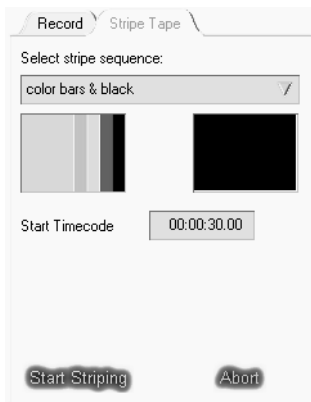 Record Stripe Tape
Select stripe sequence:
color bars & black
Start Timecode 00:00:30.00
Start Striping Abort